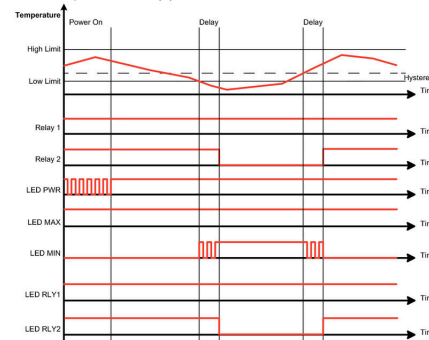 Temperature
Power On
Delay
Delay
High Limit
Low Limit
Relay 1
Relay 2
LED PWR
LED MAX
LED MIN
LED RLY1
LED RLY2